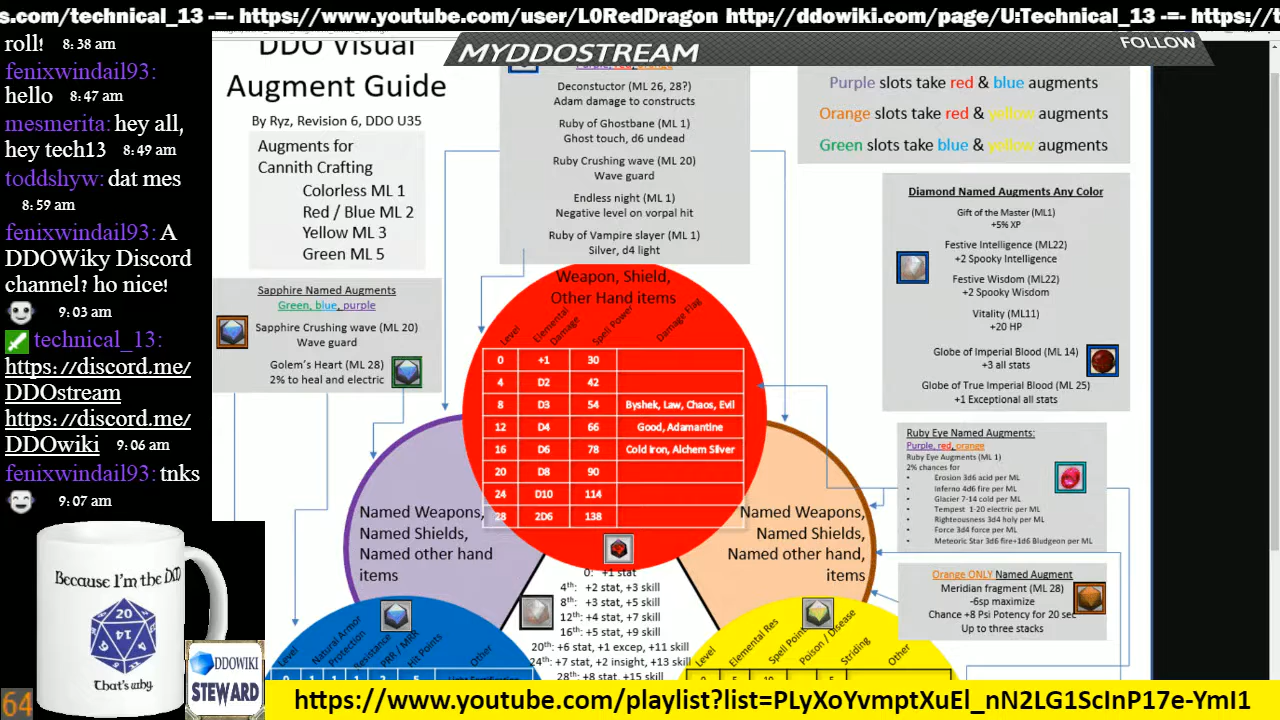 s.com/technical_13 -=- https://www.youtube.com/user/L0RedDragon http://ddowiki.com/page/U:Technical_13 -=- https://t
MYDDOSTREAM
FOLLOW
roll! 8:38 am
fenixwindail93:
hello 8:47 am
mesmerita: hey all,
hey tech13 8:49 am
toddshyw: dat mes
8:59 am
fenixwindail93: A
DDOWiky Discord
channel? ho nice!
9:03 am
technical_13:
https://discord.me/
DDOstream
https://discord.me/
DDOwiki 9:06 am
fenixwindail93: tnks
9:07 am
Because I'm the DM
20
14
That's why.
DDOWIKI
STEWARD
64
DDO Visual
Augment Guide
By Ryz, Revision 6, DDO U35
Augments for
Cannith Crafting
Colorless ML 1
Red / Blue ML 2
Yellow ML 3
Green ML 5
Sapphire Named Augments
Green, blue, purple
Sapphire Crushing wave (ML 20)
Wave guard
Golem's Heart (ML 28)
2% to heal and electric
Purple, red, orange
Deconstuctor (ML 26, 28?)
Adam damage to constructs
Ruby of Ghostbane (ML 1)
Ghost touch, d6 undead
Ruby Crushing wave (ML 20)
Wave guard
Endless night (ML 1)
Negative level on vorpal hit
Ruby of Vampire slayer (ML 1)
Silver, d4 light
Purple slots take red & blue augments
Orange slots take red & yellow augments
Green slots take blue & yellow augments
Diamond Named Augments Any Color
Gift of the Master (ML1)
+5% XP
Festive Intelligence (ML22)
+2 Spooky Intelligence
Festive Wisdom (ML22)
+2 Spooky Wisdom
Vitality (ML11)
+20 HP
Globe of Imperial Blood (ML 14)
+3 all stats
Globe of True Imperial Blood (ML 25)
+1 Exceptional all stats
Ruby Eye Named Augments:
Purple, red, orange
Ruby Eye Augments (ML 1)
2% chances for
• Erosion 3d6 acid per ML
• Inferno 4d6 fire per ML
• Glacier 7-14 cold per ML
• Tempest 1-20 electric per ML
• Righteousness 3d4 holy per ML
• Force 3d4 force per ML
• Meteoric Star 3d6 fire+1d6 Bludgeon per ML
Orange ONLY Named Augment
Meridian fragment (ML 28)
-6sp maximize
Chance +8 Psi Potency for 20 sec
Up to three stacks
Weapon, Shield,
Other Hand items
Level Elemental Damage Spell Power Damage Flag
0 +1 30
4 D2 42
8 D3 54 Byshek, Law, Chaos, Evil
12 D4 66 Good, Adamantine
16 D6 78 Cold Iron, Alchem Silver
20 D8 90
24 D10 114
28 2D6 138
Named Weapons,
Named Shields,
Named other hand
items
Named Weapons,
Named Shields,
Named other hand,
items
0: +1 stat
4th: +2 stat, +3 skill
8th: +3 stat, +5 skill
12th: +4 stat, +7 skill
16th: +5 stat, +9 skill
20th: +6 stat, +1 excep, +11 skill
24th: +7 stat, +2 insight, +13 skill
28th: +8 stat, +15 skill
Level Natural Armor Protection Resistance PRR / MRR Hit Points Other
Level Elemental Res Spell Points Poison / Disease Striding Other
https://www.youtube.com/playlist?list=PLyXoYvmptXuEl_nN2LG1ScInP17e-YmI1